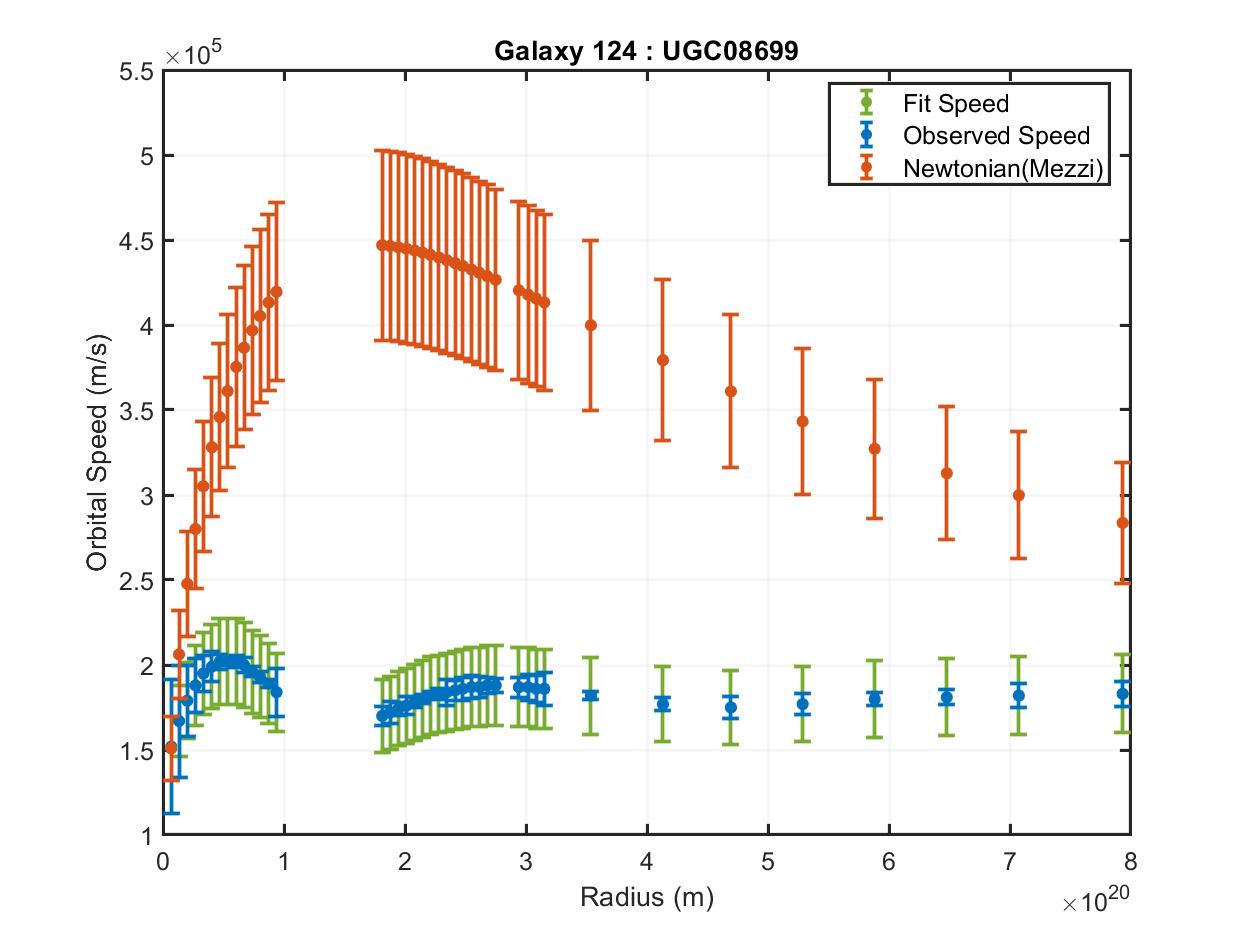 Galaxy 124 : UGC08699
×10^5
5.5
5
4.5
4
3.5
3
2.5
2
1.5
1
Orbital Speed (m/s)
Fit Speed
Observed Speed
Newtonian(Mezzi)
0 1 2 3 4 5 6 7 8
Radius (m)
×10^20